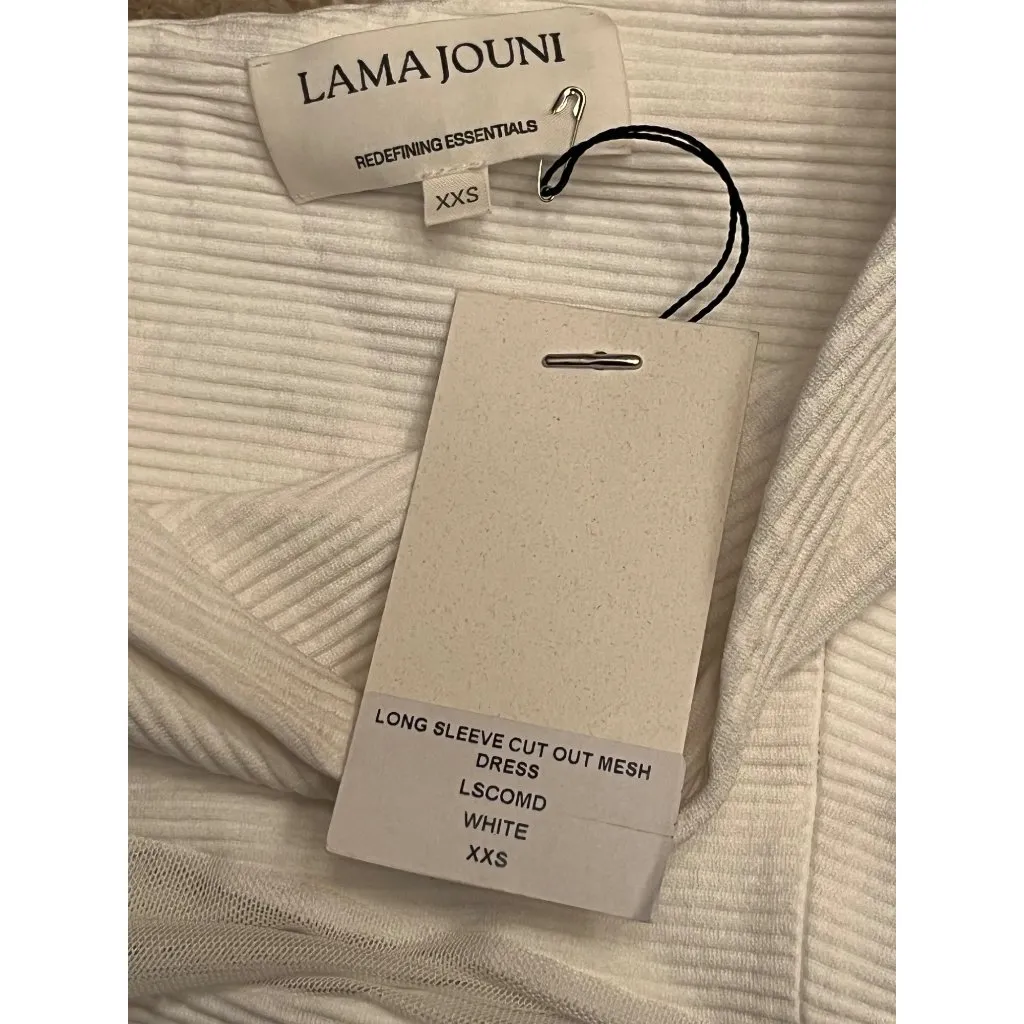 LAMA JOUNI
REDEFINING ESSENTIALS
XXS
LONG SLEEVE CUT OUT MESH
DRESS
LSCOMD
WHITE
XXS